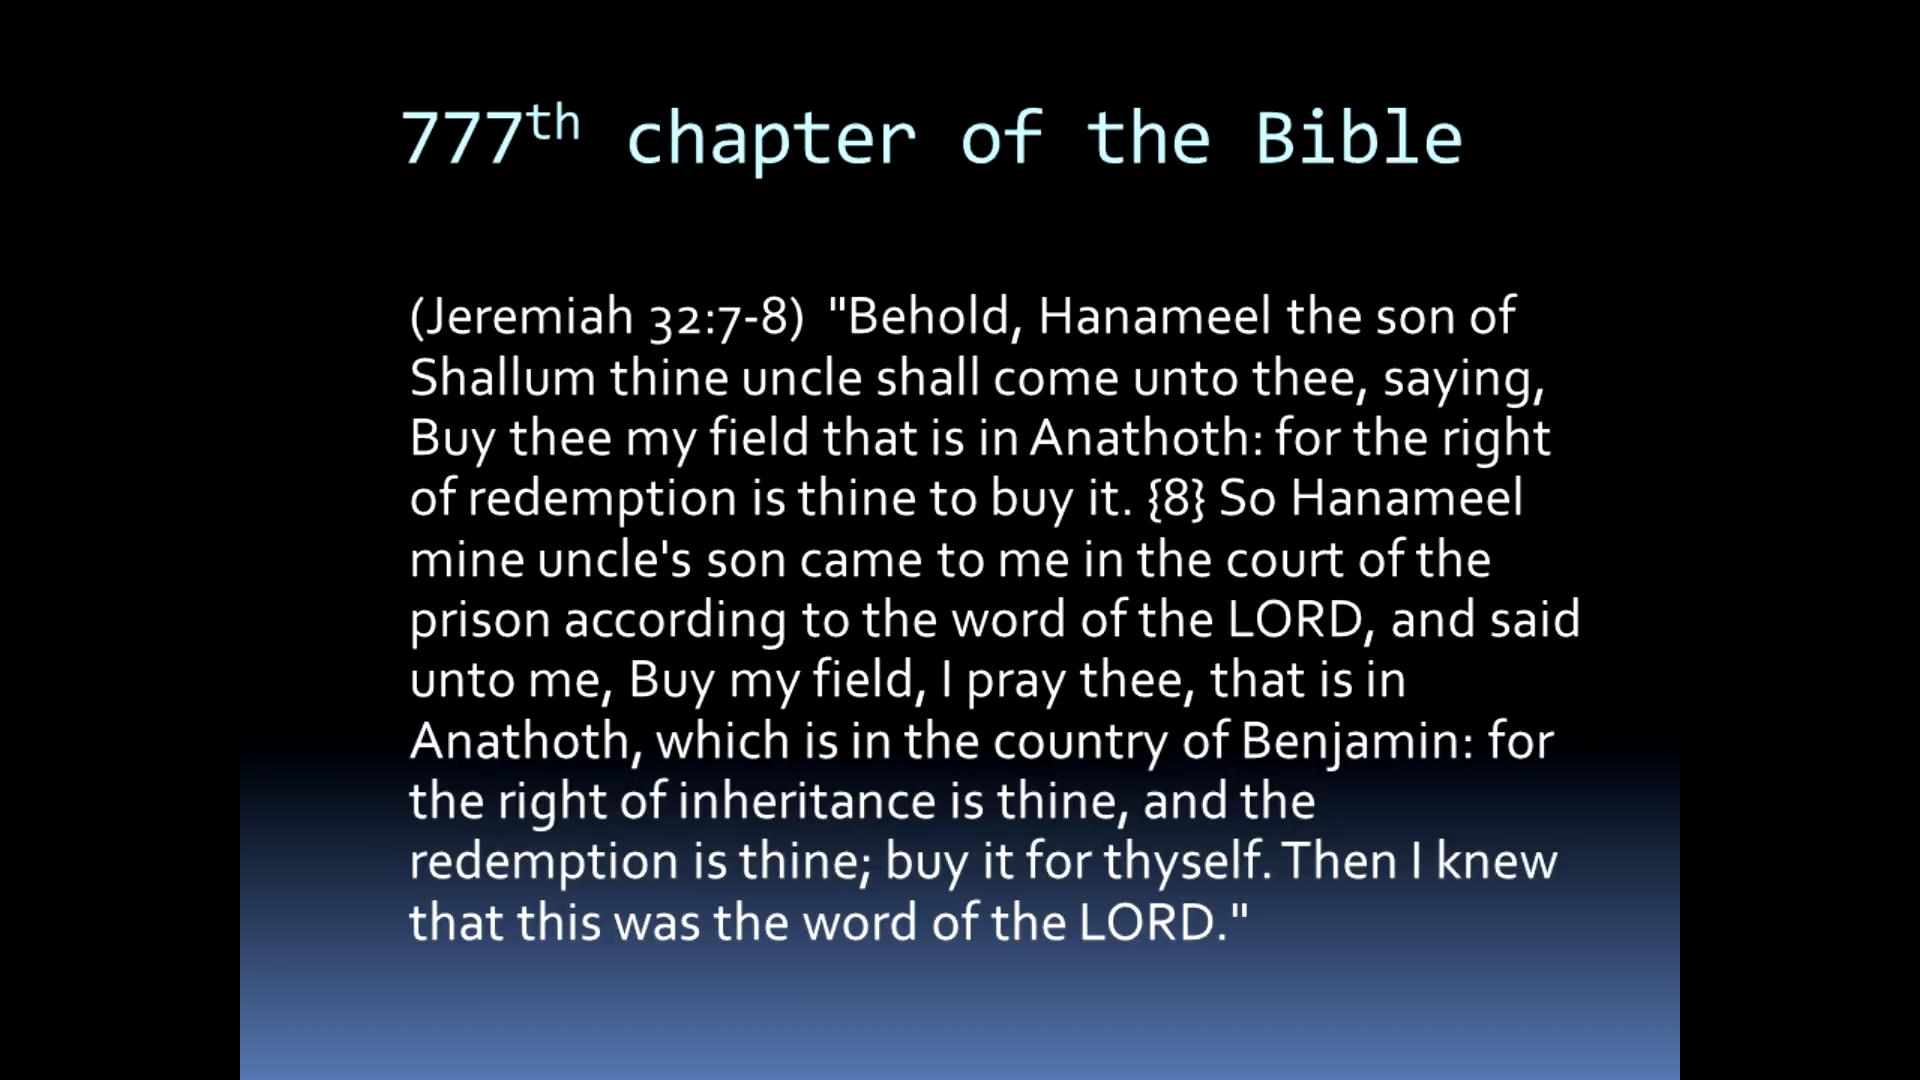 777th chapter of the Bible
(Jeremiah 32:7-8)  "Behold, Hanameel the son of
Shallum thine uncle shall come unto thee, saying,
Buy thee my field that is in Anathoth: for the right
of redemption is thine to buy it. {8} So Hanameel
mine uncle's son came to me in the court of the
prison according to the word of the LORD, and said
unto me, Buy my field, I pray thee, that is in
Anathoth, which is in the country of Benjamin: for
the right of inheritance is thine, and the
redemption is thine; buy it for thyself. Then I knew
that this was the word of the LORD."